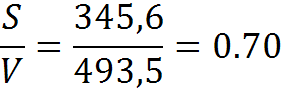 S/V = 345,6/493,5 = 0.70